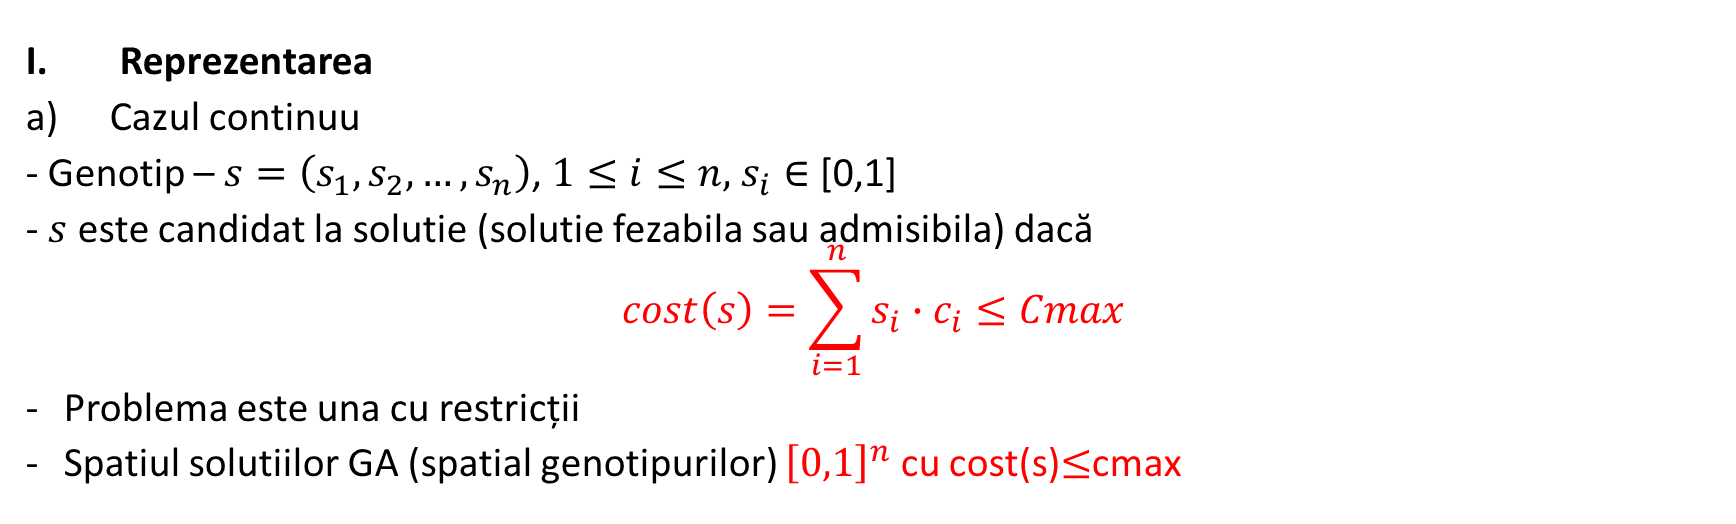 I. Reprezentarea
a) Cazul continuu
- Genotip – 𝑠 = (𝑠₁, 𝑠₂, … , 𝑠ₙ), 1 ≤ 𝑖 ≤ 𝑛, 𝑠ᵢ ∈ [0,1]
- 𝑠 este candidat la solutie (solutie fezabila sau admisibila) dacă
𝑐𝑜𝑠𝑡(𝑠) = ∑_{𝑖=1}^{𝑛} 𝑠ᵢ · 𝑐ᵢ ≤ 𝐶𝑚𝑎𝑥
- Problema este una cu restricții
- Spatiul solutiilor GA (spatial genotipurilor) [0,1]ⁿ cu cost(s)≤cmax